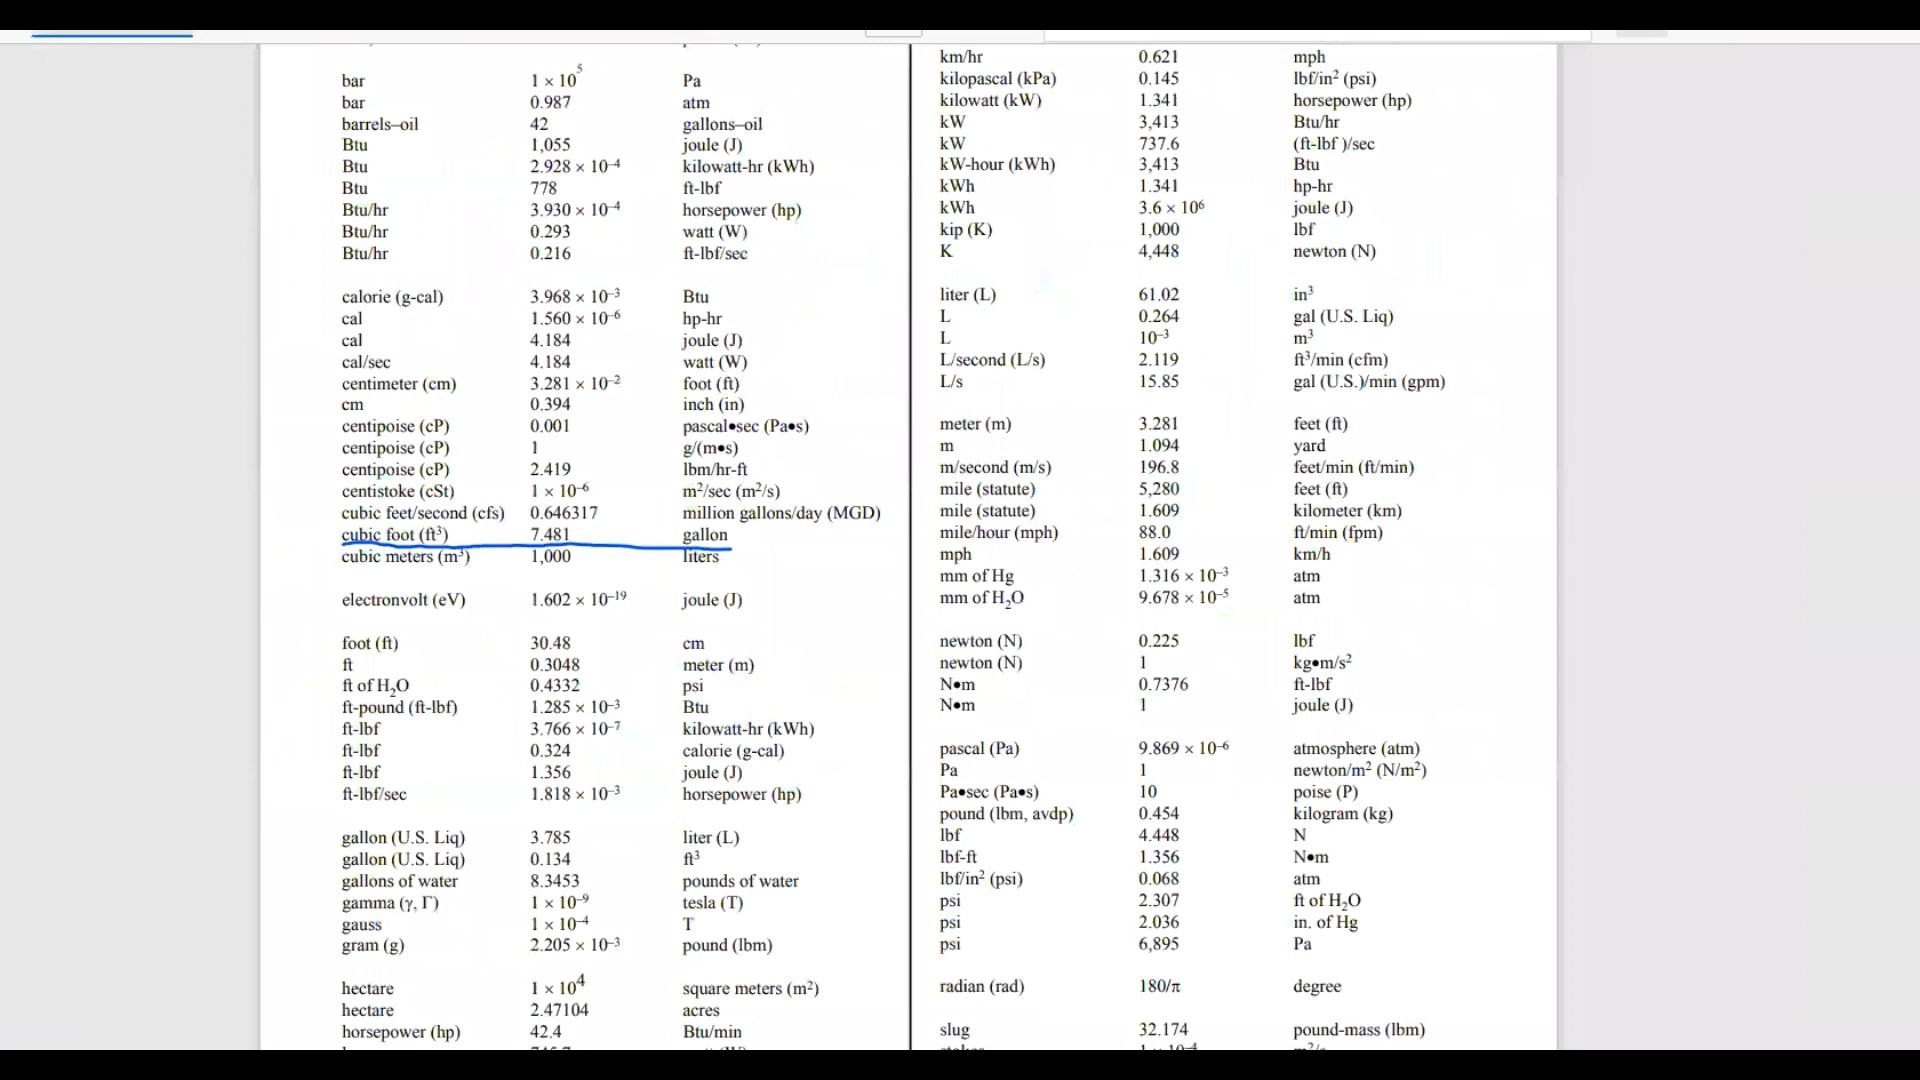 bar 1 × 10⁵ Pa
bar 0.987 atm
barrels–oil 42 gallons–oil
Btu 1,055 joule (J)
Btu 2.928 × 10⁻⁴ kilowatt-hr (kWh)
Btu 778 ft-lbf
Btu/hr 3.930 × 10⁻⁴ horsepower (hp)
Btu/hr 0.293 watt (W)
Btu/hr 0.216 ft-lbf/sec
calorie (g-cal) 3.968 × 10⁻³ Btu
cal 1.560 × 10⁻⁶ hp-hr
cal 4.184 joule (J)
cal/sec 4.184 watt (W)
centimeter (cm) 3.281 × 10⁻² foot (ft)
cm 0.394 inch (in)
centipoise (cP) 0.001 pascal•sec (Pa•s)
centipoise (cP) 1 g/(m•s)
centipoise (cP) 2.419 lbm/hr-ft
centistoke (cSt) 1 × 10⁻⁶ m²/sec (m²/s)
cubic feet/second (cfs) 0.646317 million gallons/day (MGD)
cubic foot (ft³) 7.481 gallon
cubic meters (m³) 1,000 liters
electronvolt (eV) 1.602 × 10⁻¹⁹ joule (J)
foot (ft) 30.48 cm
ft 0.3048 meter (m)
ft of H₂O 0.4332 psi
ft-pound (ft-lbf) 1.285 × 10⁻³ Btu
ft-lbf 3.766 × 10⁻⁷ kilowatt-hr (kWh)
ft-lbf 0.324 calorie (g-cal)
ft-lbf 1.356 joule (J)
ft-lbf/sec 1.818 × 10⁻³ horsepower (hp)
gallon (U.S. Liq) 3.785 liter (L)
gallon (U.S. Liq) 0.134 ft³
gallons of water 8.3453 pounds of water
gamma (γ, Γ) 1 × 10⁻⁹ tesla (T)
gauss 1 × 10⁻⁴ T
gram (g) 2.205 × 10⁻³ pound (lbm)
hectare 1 × 10⁴ square meters (m²)
hectare 2.47104 acres
horsepower (hp) 42.4 Btu/min
km/hr 0.621 mph
kilopascal (kPa) 0.145 lbf/in² (psi)
kilowatt (kW) 1.341 horsepower (hp)
kW 3,413 Btu/hr
kW 737.6 (ft-lbf )/sec
kW-hour (kWh) 3,413 Btu
kWh 1.341 hp-hr
kWh 3.6 × 10⁶ joule (J)
kip (K) 1,000 lbf
K 4,448 newton (N)
liter (L) 61.02 in³
L 0.264 gal (U.S. Liq)
L 10⁻³ m³
L/second (L/s) 2.119 ft³/min (cfm)
L/s 15.85 gal (U.S.)/min (gpm)
meter (m) 3.281 feet (ft)
m 1.094 yard
m/second (m/s) 196.8 feet/min (ft/min)
mile (statute) 5,280 feet (ft)
mile (statute) 1.609 kilometer (km)
mile/hour (mph) 88.0 ft/min (fpm)
mph 1.609 km/h
mm of Hg 1.316 × 10⁻³ atm
mm of H₂O 9.678 × 10⁻⁵ atm
newton (N) 0.225 lbf
newton (N) 1 kg•m/s²
N•m 0.7376 ft-lbf
N•m 1 joule (J)
pascal (Pa) 9.869 × 10⁻⁶ atmosphere (atm)
Pa 1 newton/m² (N/m²)
Pa•sec (Pa•s) 10 poise (P)
pound (lbm, avdp) 0.454 kilogram (kg)
lbf 4.448 N
lbf-ft 1.356 N•m
lbf/in² (psi) 0.068 atm
psi 2.307 ft of H₂O
psi 2.036 in. of Hg
psi 6,895 Pa
radian (rad) 180/π degree
slug 32.174 pound-mass (lbm)